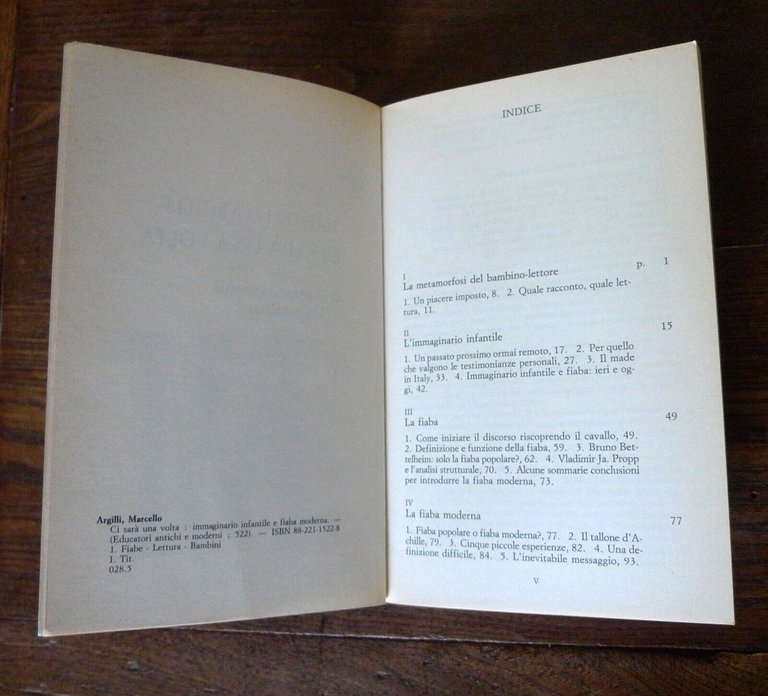 Argilli, Marcello
Ci sarà una volta : immaginario infantile e fiaba moderna. —
(Educatori antichi e moderni ; 522). — ISBN 88-221-1522-8
1. Fiabe - Lettura - Bambini
I. Tit.
028.5
INDICE
I
La metamorfosi del bambino-lettore p. 1
1. Un piacere imposto, 8. 2. Quale racconto, quale let-
tura, 11.
II
L'immaginario infantile 15
1. Un passato prossimo ormai remoto, 17. 2. Per quello
che valgono le testimonianze personali, 27. 3. Il made
in Italy, 33. 4. Immaginario infantile e fiaba: ieri e og-
gi, 42.
III
La fiaba 49
1. Come iniziare il discorso riscoprendo il cavallo, 49.
2. Definizione e funzione della fiaba, 59. 3. Bruno Bet-
telheim: solo la fiaba popolare?, 62. 4. Vladimir Ja. Propp
e l'analisi strutturale, 70. 5. Alcune sommarie conclusioni
per introdurre la fiaba moderna, 73.
IV
La fiaba moderna 77
1. Fiaba popolare o fiaba moderna?, 77. 2. Il tallone d'A-
chille, 79. 3. Cinque piccole esperienze, 82. 4. Una de-
finizione difficile, 84. 5. L'inevitabile messaggio, 93.
V